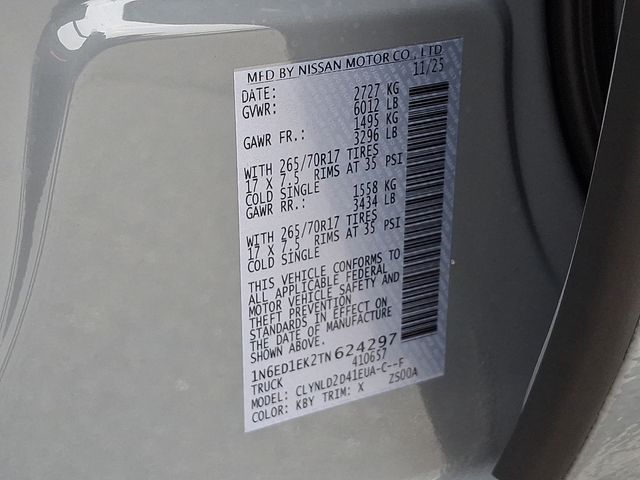 MFD BY NISSAN MOTOR CO., LTD
DATE: 11/25
GVWR: 2727 KG
6012 LB
GAWR FR.: 1495 KG
3296 LB
WITH 265/70R17 TIRES
17 X 7.5 RIMS AT 35 PSI
COLD SINGLE
GAWR RR.: 1558 KG
3434 LB
WITH 265/70R17 TIRES
17 X 7.5 RIMS AT 35 PSI
COLD SINGLE
THIS VEHICLE CONFORMS TO
ALL APPLICABLE FEDERAL
MOTOR VEHICLE SAFETY AND
THEFT PREVENTION
STANDARDS IN EFFECT ON
THE DATE OF MANUFACTURE
SHOWN ABOVE.
1N6ED1EK2TN624297
TRUCK 410657
MODEL: CLYNLD2D41EUA-C--F
COLOR: KBY TRIM: X ZS00A